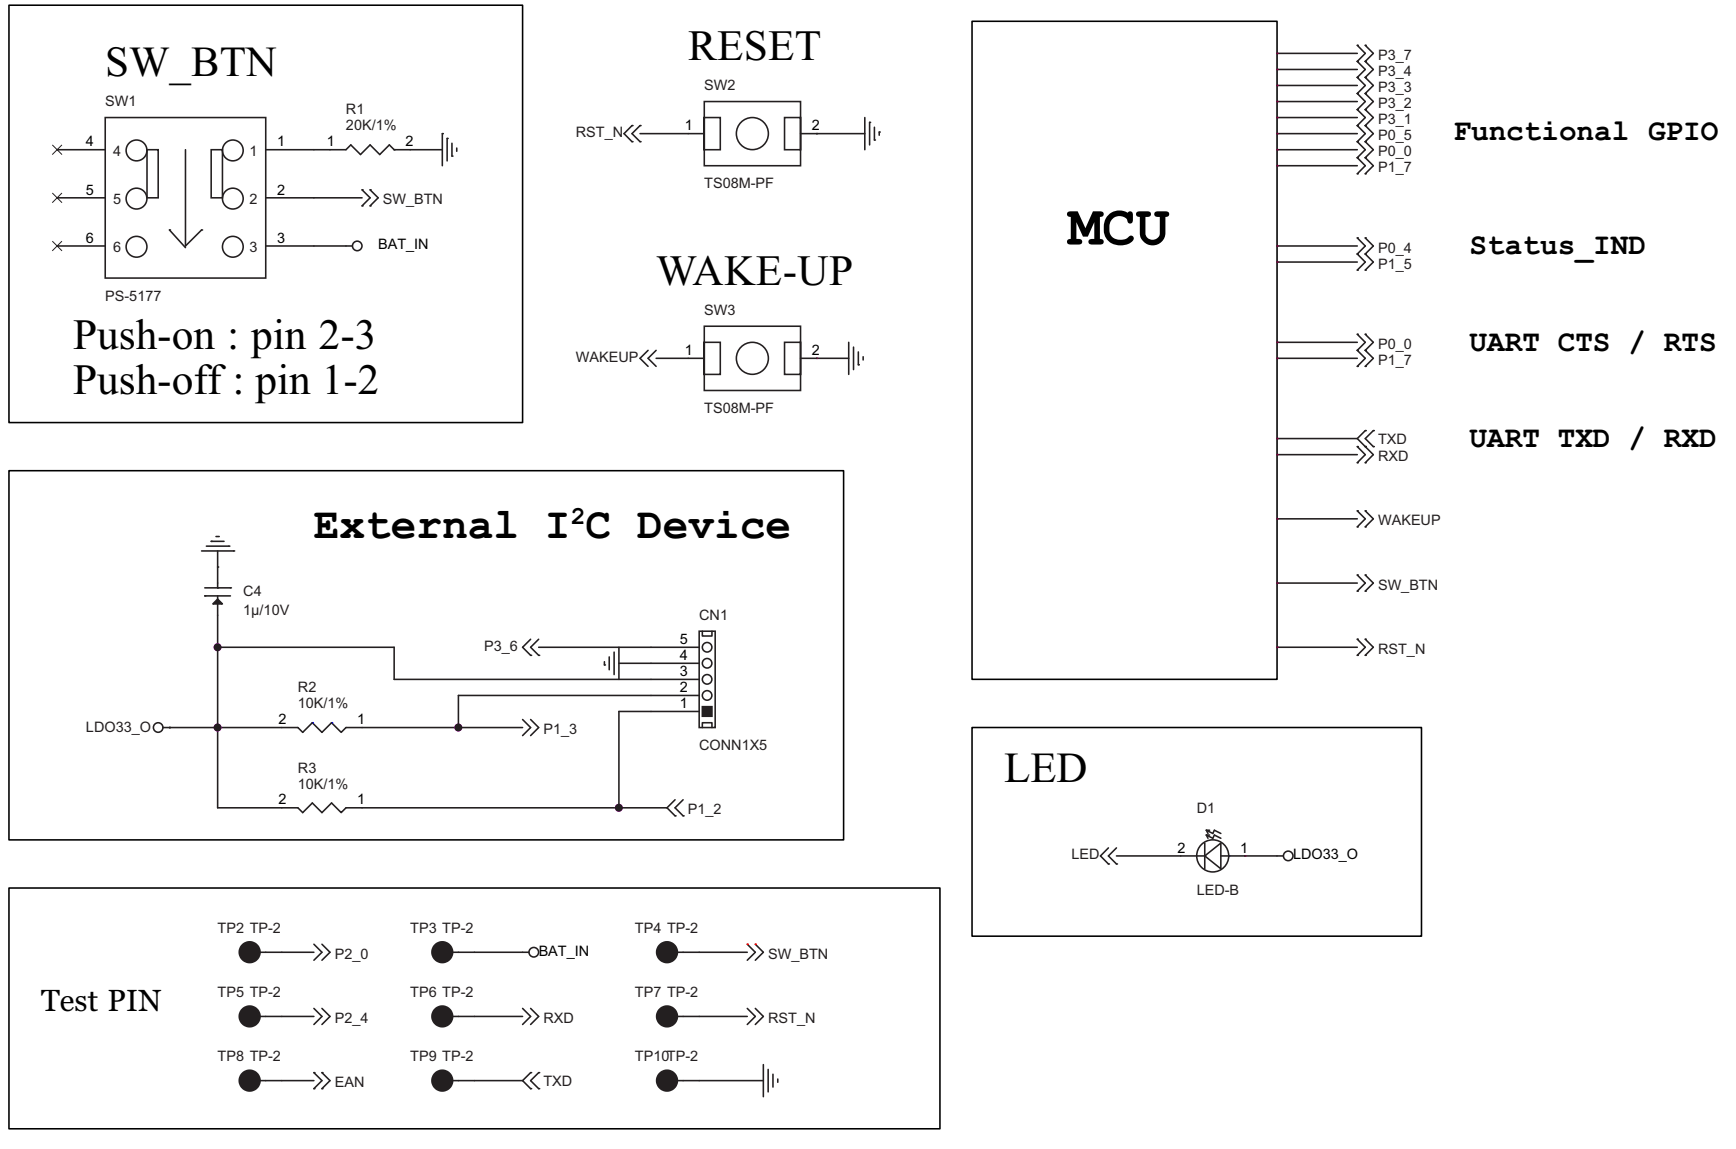 SW_BTN
SW1
R1
20K/1%
4 4 1 1 1 2
5 5 2 2 SW_BTN
6 6 3 3 BAT_IN
PS-5177
Push-on : pin 2-3
Push-off : pin 1-2
RESET
SW2
RST_N 1 2
TS08M-PF
WAKE-UP
SW3
WAKEUP 1 2
TS08M-PF
MCU
P3_7
P3_4
P3_3
P3_2
P3_1
P0_5
P0_0
P1_7
Functional GPIO
P0_4
P1_5
Status_IND
P0_0
P1_7
UART CTS / RTS
TXD
RXD
UART TXD / RXD
WAKEUP
SW_BTN
RST_N
External I²C Device
C4
1µ/10V
CN1
P3_6 5
4
3
2
1
CONN1X5
R2
10K/1%
LDO33_O 2 1 P1_3
R3
10K/1%
2 1 P1_2
LED
D1
LED 2 1 LDO33_O
LED-B
Test PIN
TP2 TP-2 TP3 TP-2 TP4 TP-2
P2_0 BAT_IN SW_BTN
TP5 TP-2 TP6 TP-2 TP7 TP-2
P2_4 RXD RST_N
TP8 TP-2 TP9 TP-2 TP10TP-2
EAN TXD